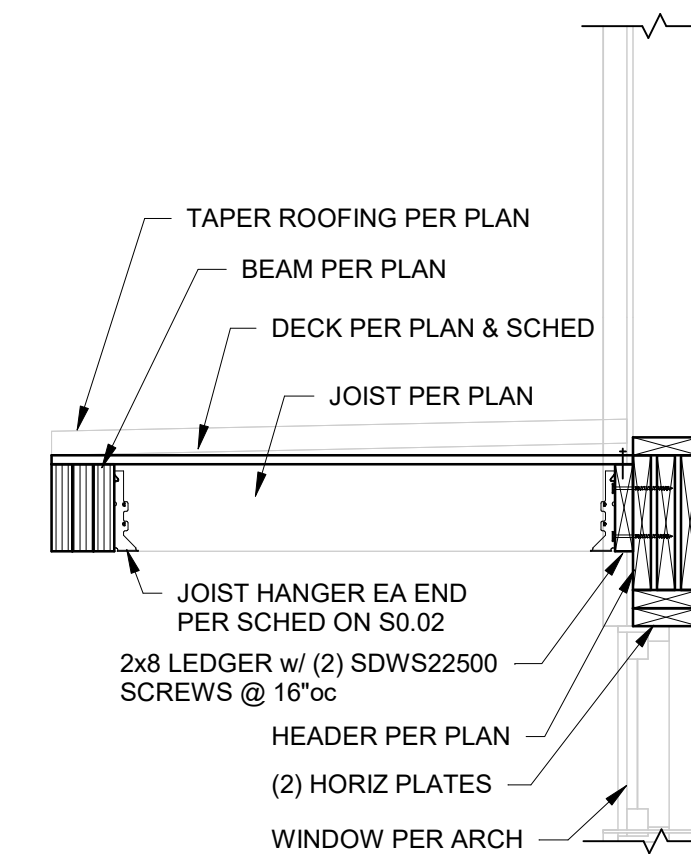 TAPER ROOFING PER PLAN
BEAM PER PLAN
DECK PER PLAN & SCHED
JOIST PER PLAN
JOIST HANGER EA END
PER SCHED ON S0.02
2x8 LEDGER w/ (2) SDWS22500
SCREWS @ 16"oc
HEADER PER PLAN
(2) HORIZ PLATES
WINDOW PER ARCH